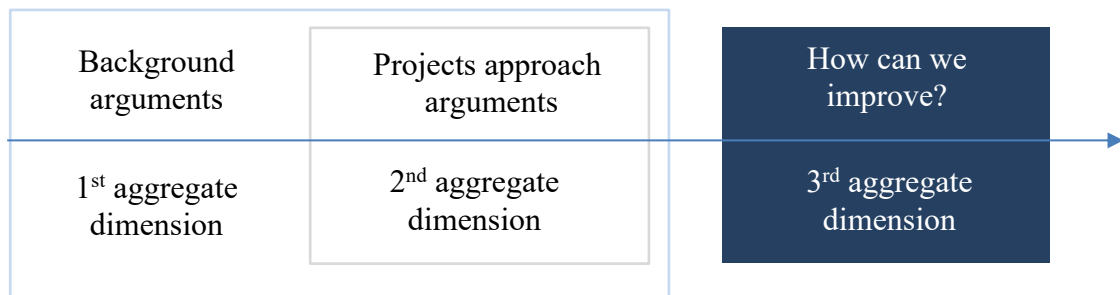 Background
arguments
Projects approach
arguments
How can we
improve?
1st aggregate
dimension
2nd aggregate
dimension
3rd aggregate
dimension